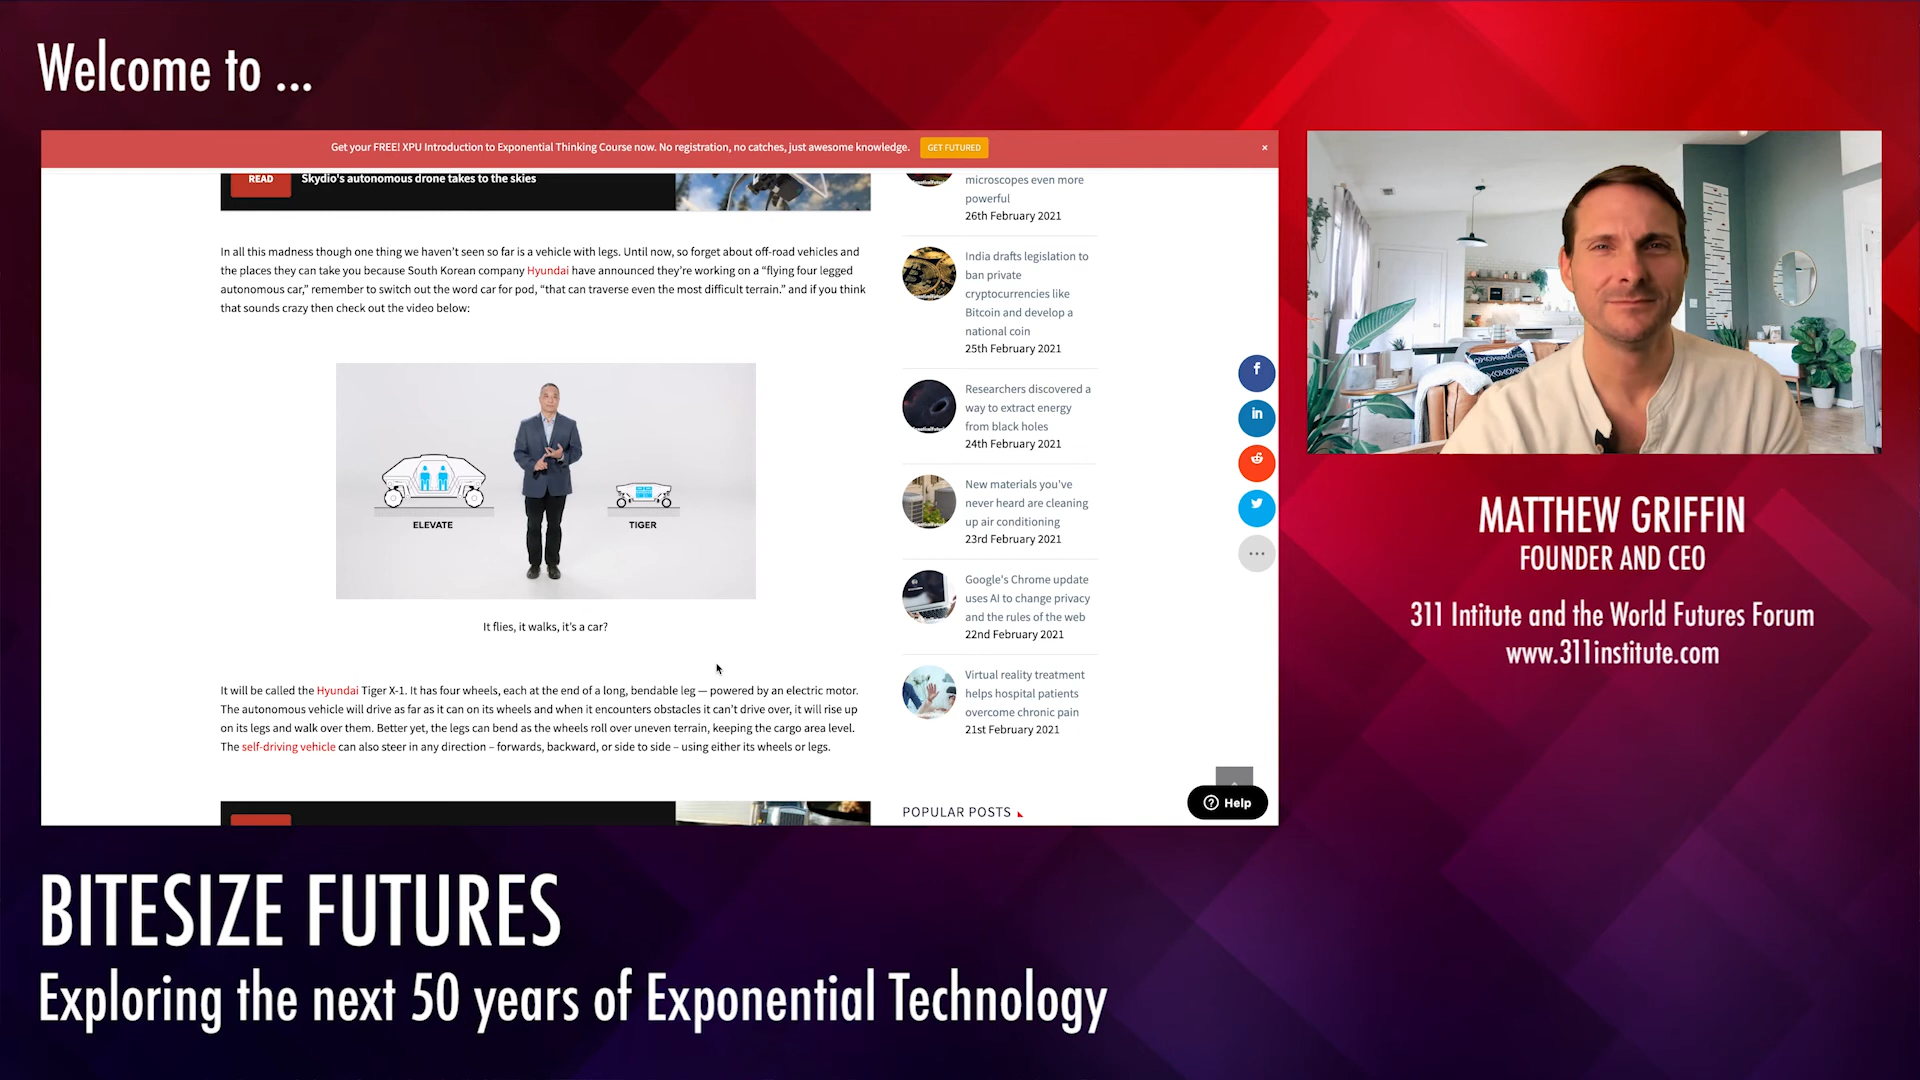 Welcome to ...
Get your FREE! XPU Introduction to Exponential Thinking Course now. No registration, no catches, just awesome knowledge.
GET FUTURED
×
READ
Skydio's autonomous drone takes to the skies
In all this madness though one thing we haven't seen so far is a vehicle with legs. Until now, so forget about off-road vehicles and
the places they can take you because South Korean company Hyundai have announced they're working on a "flying four legged
autonomous car," remember to switch out the word car for pod, "that can traverse even the most difficult terrain." and if you think
that sounds crazy then check out the video below:
ELEVATE
TIGER
It flies, it walks, it's a car?
It will be called the Hyundai Tiger X-1. It has four wheels, each at the end of a long, bendable leg — powered by an electric motor.
The autonomous vehicle will drive as far as it can on its wheels and when it encounters obstacles it can't drive over, it will rise up
on its legs and walk over them. Better yet, the legs can bend as the wheels roll over uneven terrain, keeping the cargo area level.
The self-driving vehicle can also steer in any direction – forwards, backward, or side to side – using either its wheels or legs.
microscopes even more
powerful
26th February 2021
India drafts legislation to
ban private
cryptocurrencies like
Bitcoin and develop a
national coin
25th February 2021
Researchers discovered a
way to extract energy
from black holes
24th February 2021
New materials you've
never heard are cleaning
up air conditioning
23rd February 2021
Google's Chrome update
uses AI to change privacy
and the rules of the web
22nd February 2021
Virtual reality treatment
helps hospital patients
overcome chronic pain
21st February 2021
POPULAR POSTS
f
in
Help
MATTHEW GRIFFIN
FOUNDER AND CEO
311 Intitute and the World Futures Forum
www.311institute.com
BITESIZE FUTURES
Exploring the next 50 years of Exponential Technology